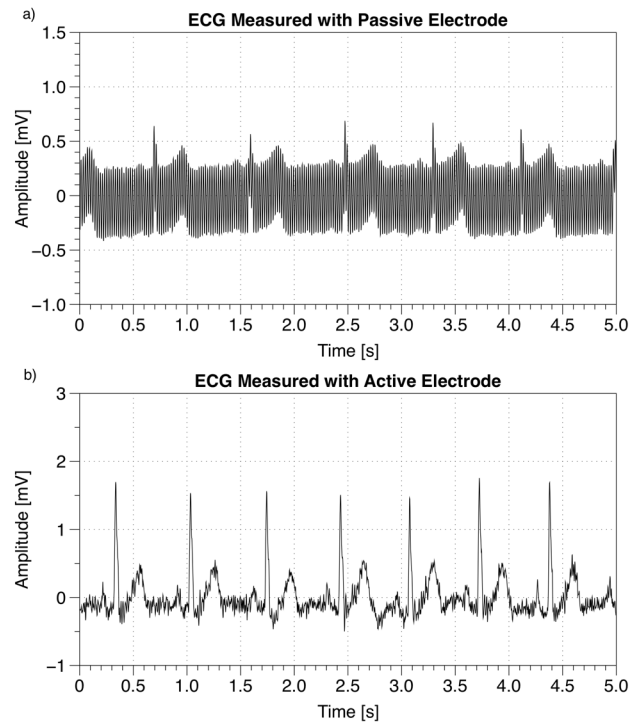 a)
ECG Measured with Passive Electrode
1.5
1.0
0.5
0
−0.5
−1.0
Amplitude [mV]
0 0.5 1.0 1.5 2.0 2.5 3.0 3.5 4.0 4.5 5.0
Time [s]
b)
ECG Measured with Active Electrode
3
2
1
0
−1
Amplitude [mV]
0 0.5 1.0 1.5 2.0 2.5 3.0 3.5 4.0 4.5 5.0
Time [s]